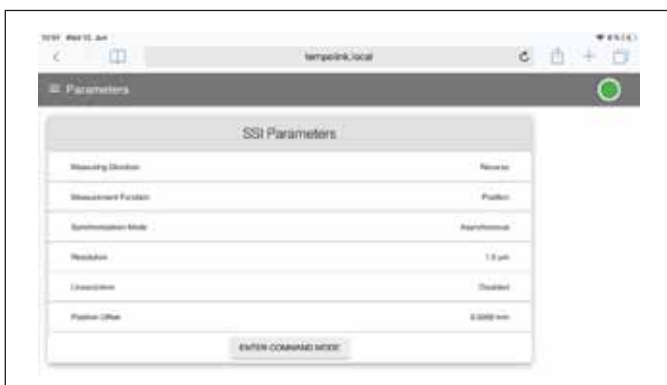 tempolink.local
Parameters
SSI Parameters
Measuring Direction Reverse
Measurement Function Position
Synchronization Mode Asynchronous
Resolution
Linearization Disabled
Position Offset
ENTER COMMAND MODE